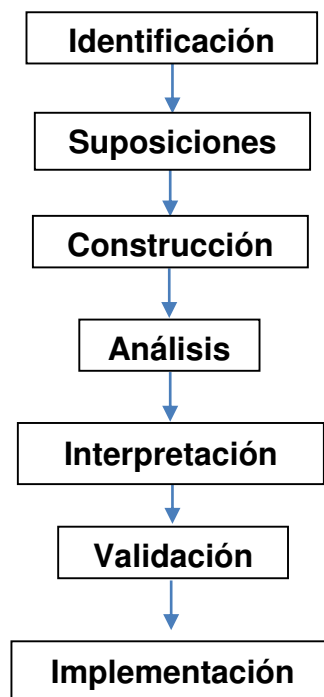 Identificación
Suposiciones
Construcción
Análisis
Interpretación
Validación
Implementación